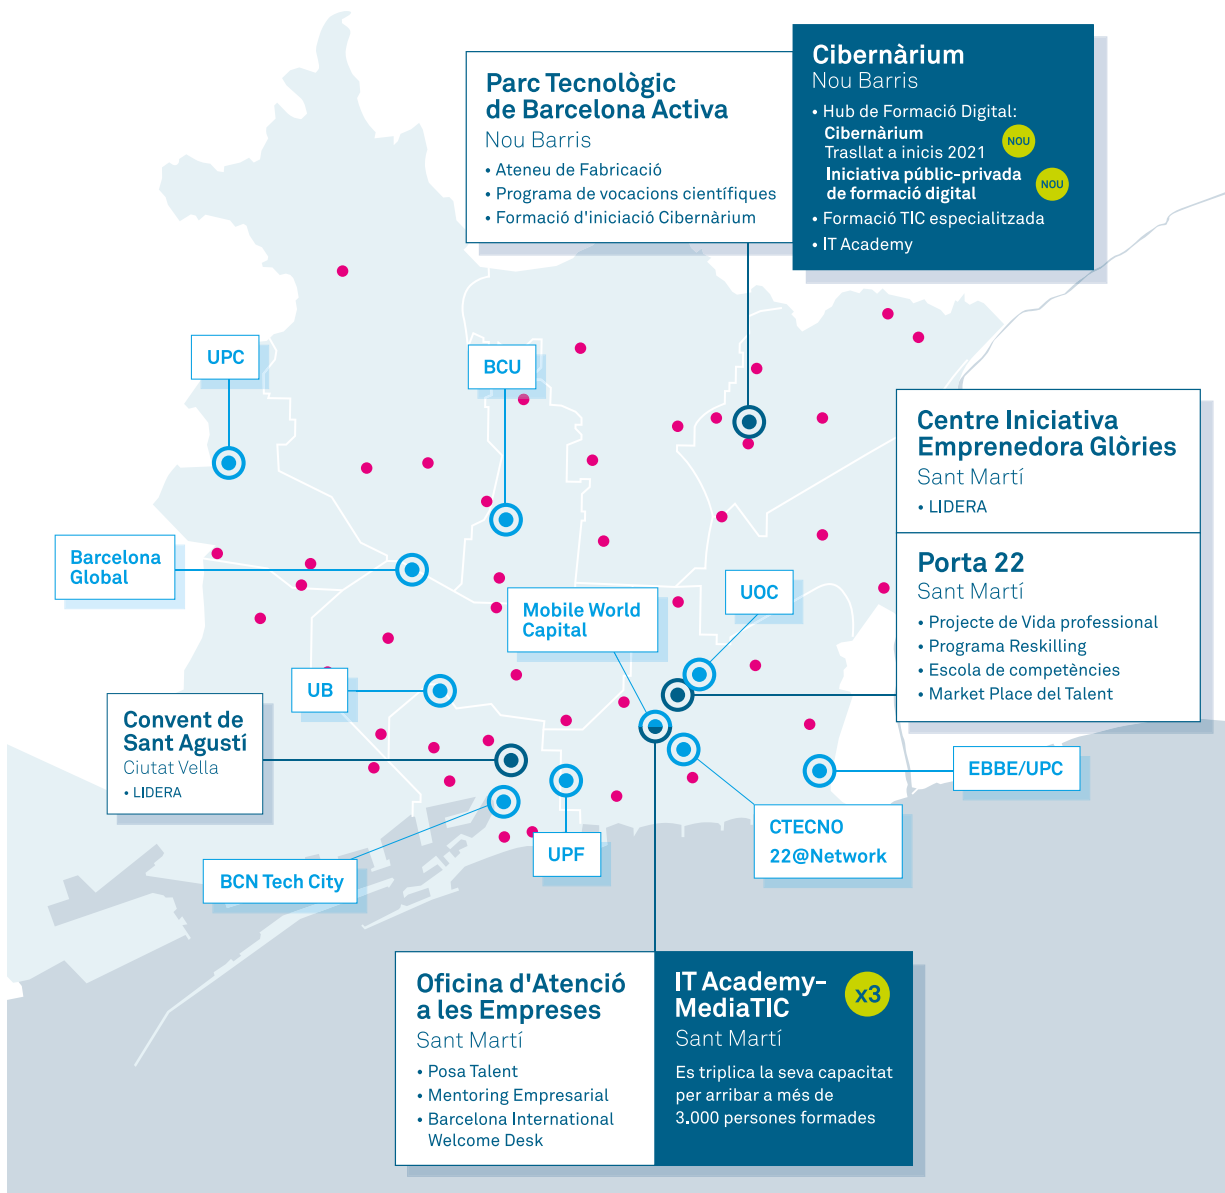 Parc Tecnològic
de Barcelona Activa
Nou Barris
• Ateneu de Fabricació
• Programa de vocacions científiques
• Formació d'iniciació Cibernàrium
Cibernàrium
Nou Barris
• Hub de Formació Digital:
Cibernàrium
Trasllat a inicis 2021
NOU
Iniciativa públic-privada
de formació digital
NOU
• Formació TIC especialitzada
• IT Academy
UPC
BCU
Centre Iniciativa
Emprenedora Glòries
Sant Martí
• LIDERA
Barcelona
Global
Porta 22
Sant Martí
• Projecte de Vida professional
• Programa Reskilling
• Escola de competències
• Market Place del Talent
UOC
Mobile World
Capital
UB
Convent de
Sant Agustí
Ciutat Vella
• LIDERA
EBBE/UPC
CTECNO
22@Network
UPF
BCN Tech City
Oficina d'Atenció
a les Empreses
Sant Martí
• Posa Talent
• Mentoring Empresarial
• Barcelona International
Welcome Desk
IT Academy-
MediaTIC
x3
Sant Martí
Es triplica la seva capacitat
per arribar a més de
3.000 persones formades